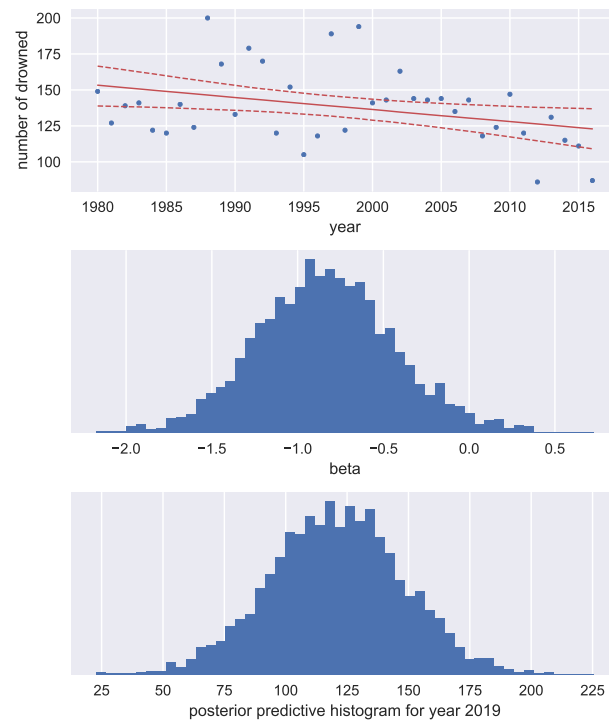 200
175
150
125
100
number of drowned
1980 1985 1990 1995 2000 2005 2010 2015
year
−2.0 −1.5 −1.0 −0.5 0.0 0.5
beta
25 50 75 100 125 150 175 200 225
posterior predictive histogram for year 2019